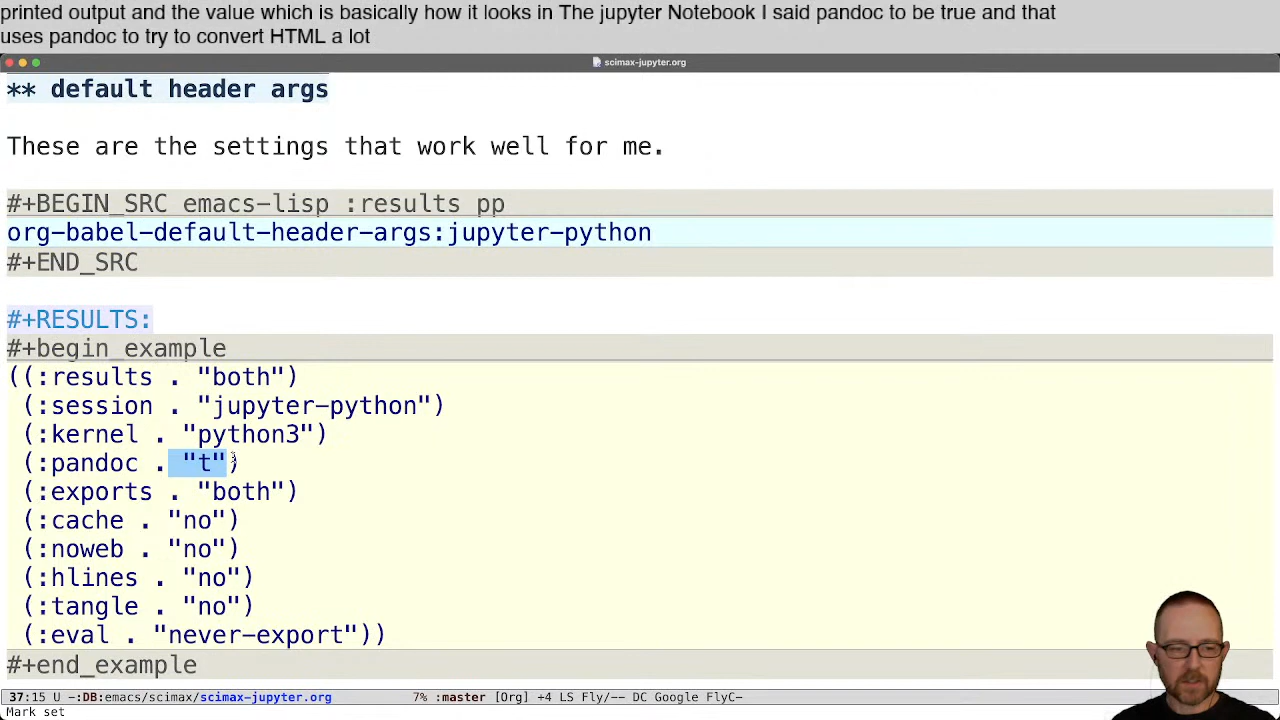 printed output and the value which is basically how it looks in The jupyter Notebook I said pandoc to be true and that
uses pandoc to try to convert HTML a lot
scimax-jupyter.org
** default header args
These are the settings that work well for me.
#+BEGIN_SRC emacs-lisp :results pp
org-babel-default-header-args:jupyter-python
#+END_SRC
#+RESULTS:
#+begin_example
((:results . "both")
(:session . "jupyter-python")
(:kernel . "python3")
(:pandoc . "t")
(:exports . "both")
(:cache . "no")
(:noweb . "no")
(:hlines . "no")
(:tangle . "no")
(:eval . "never-export"))
#+end_example
37:15 U -:DB:emacs/scimax/scimax-jupyter.org 7% :master [Org] +4 LS Fly/-- DC Google FlyC-
Mark set